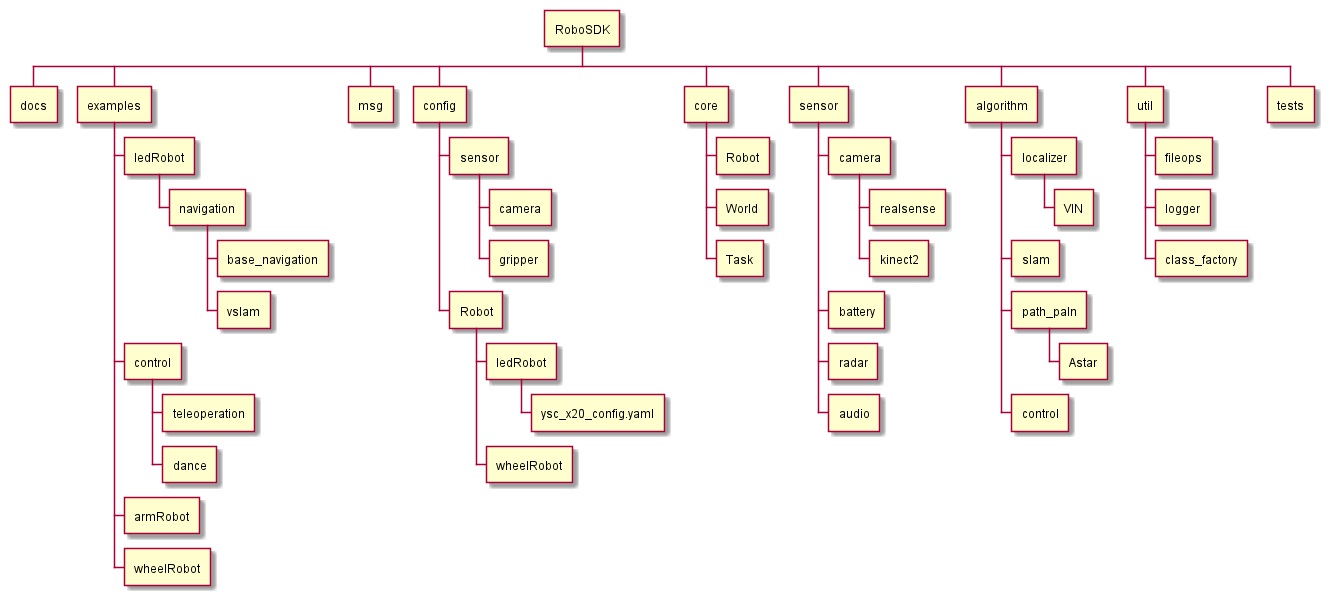 RoboSDK
docs
examples
msg
config
core
sensor
algorithm
util
tests
ledRobot
navigation
base_navigation
vslam
control
teleoperation
dance
armRobot
wheelRobot
sensor
camera
gripper
Robot
ledRobot
ysc_x20_config.yaml
wheelRobot
Robot
World
Task
camera
realsense
kinect2
battery
radar
audio
localizer
VIN
slam
path_paln
Astar
control
fileops
logger
class_factory